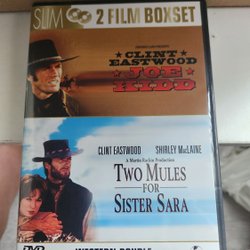 SLIM 2 FILM BOXSET
CLINT
EASTWOOD
JOE
KIDD
CLINT EASTWOOD SHIRLEY MacLAINE
A Martin Rackin Production
TWO MULES
FOR
SISTER SARA
DVD
WESTERN DOUBLE